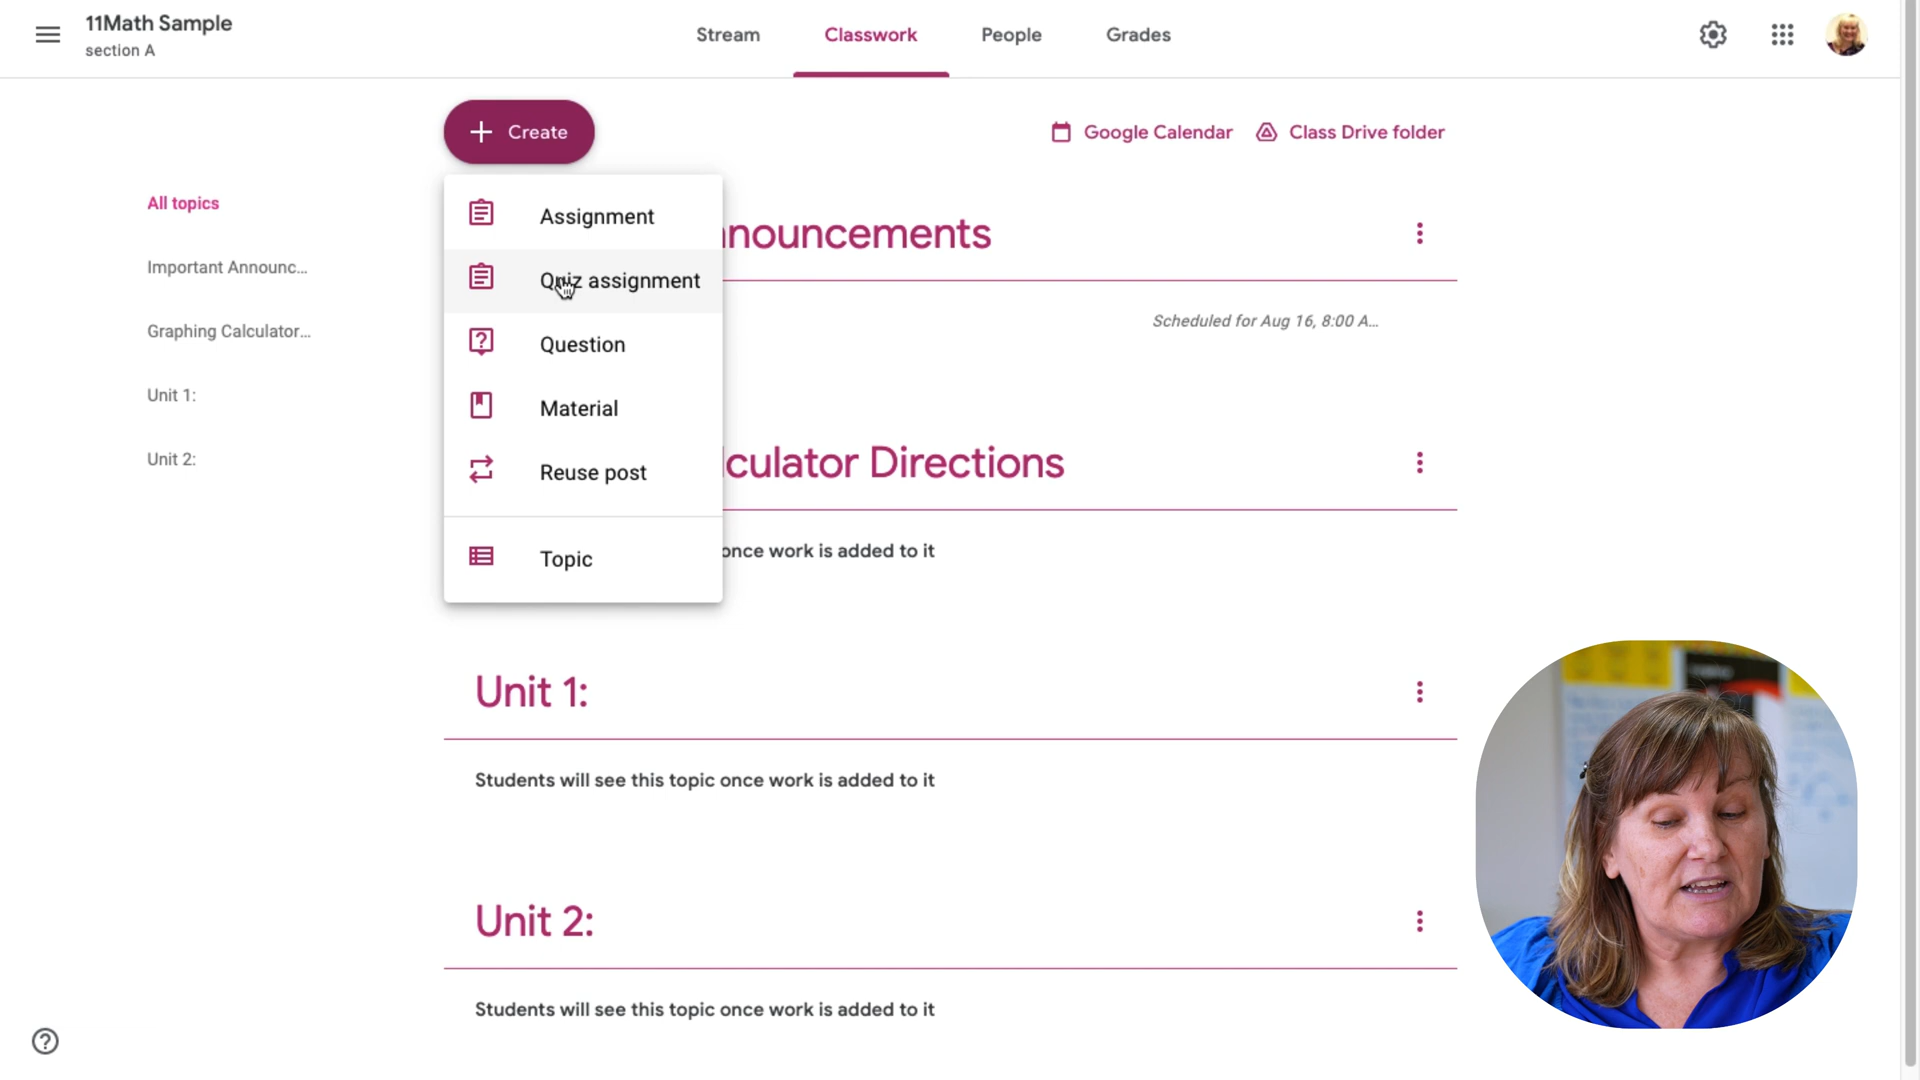 11Math Sample
section A
Stream
Classwork
People
Grades
Create
Google Calendar
Class Drive folder
All topics
Important Announc...
Graphing Calculator...
Unit 1:
Unit 2:
Assignment
Quiz assignment
Question
Material
Reuse post
Topic
nnouncements
Scheduled for Aug 16, 8:00 A...
lculator Directions
once work is added to it
Unit 1:
Students will see this topic once work is added to it
Unit 2:
Students will see this topic once work is added to it